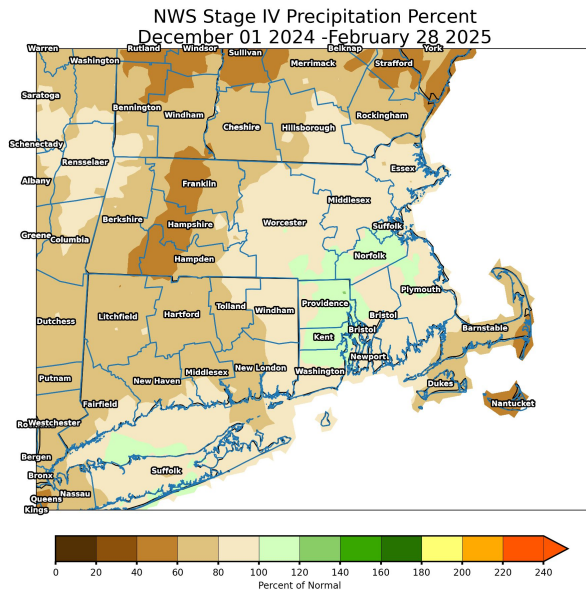 NWS Stage IV Precipitation Percent
December 01 2024 -February 28 2025
Warren
Rutland
Windsor
Sullivan
Belknap
York
Washington
Merrimack
Strafford
Saratoga
Bennington
Windham
Cheshire
Hillsborough
Rockingham
Schenectady
Rensselaer
Essex
Albany
Franklin
Middlesex
Berkshire
Hampshire
Worcester
Suffolk
Greene
Columbia
Norfolk
Hampden
Plymouth
Dutchess
Litchfield
Hartford
Tolland
Windham
Providence
Bristol
Bristol
Barnstable
Kent
Newport
Putnam
New Haven
Middlesex
New London
Washington
Dukes
Fairfield
Nantucket
Westchester
Bergen
Suffolk
Bronx
Nassau
Queens
Kings
0 20 40 60 80 100 120 140 160 180 200 220 240
Percent of Normal